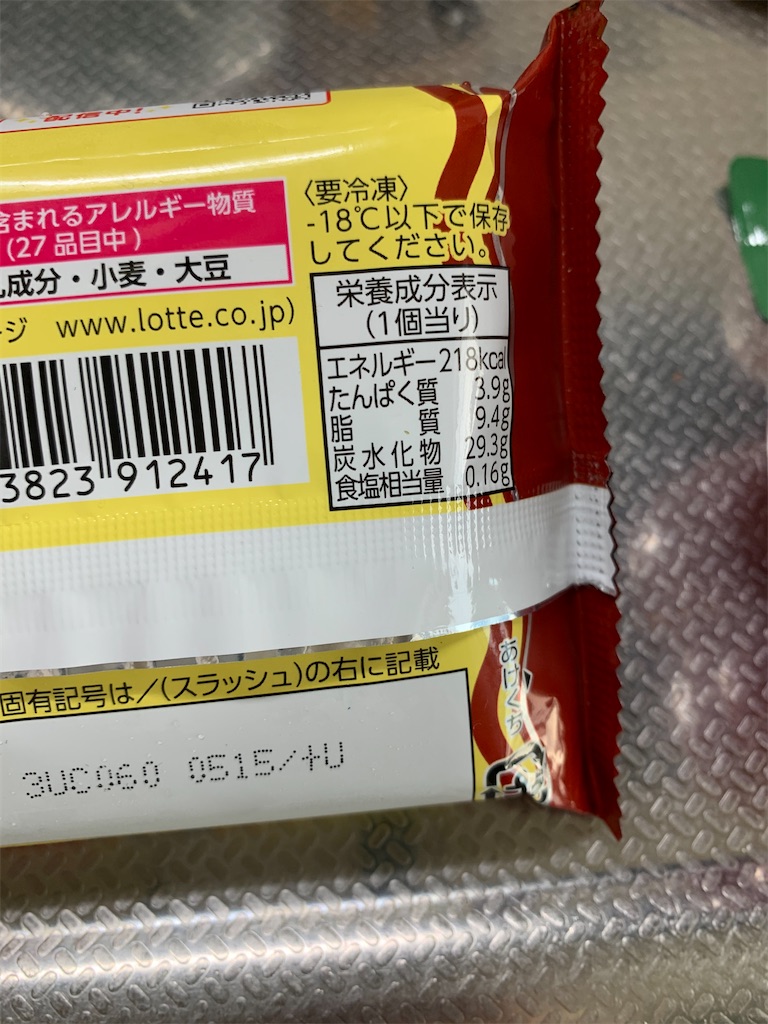 配信中!
含まれるアレルギー物質
(27品目中)
成分・小麦・大豆
ジ www.lotte.co.jp)
3823 912417
〈要冷凍〉
-18℃以下で保存
してください。
栄養成分表示
(1個当り)
エネルギー 218kcal
たんぱく質 3.9g
脂質 9.4g
炭水化物 29.3g
食塩相当量 0.16g
固有記号は/(スラッシュ)の右に記載
3UC060 0515/+U
あけくち